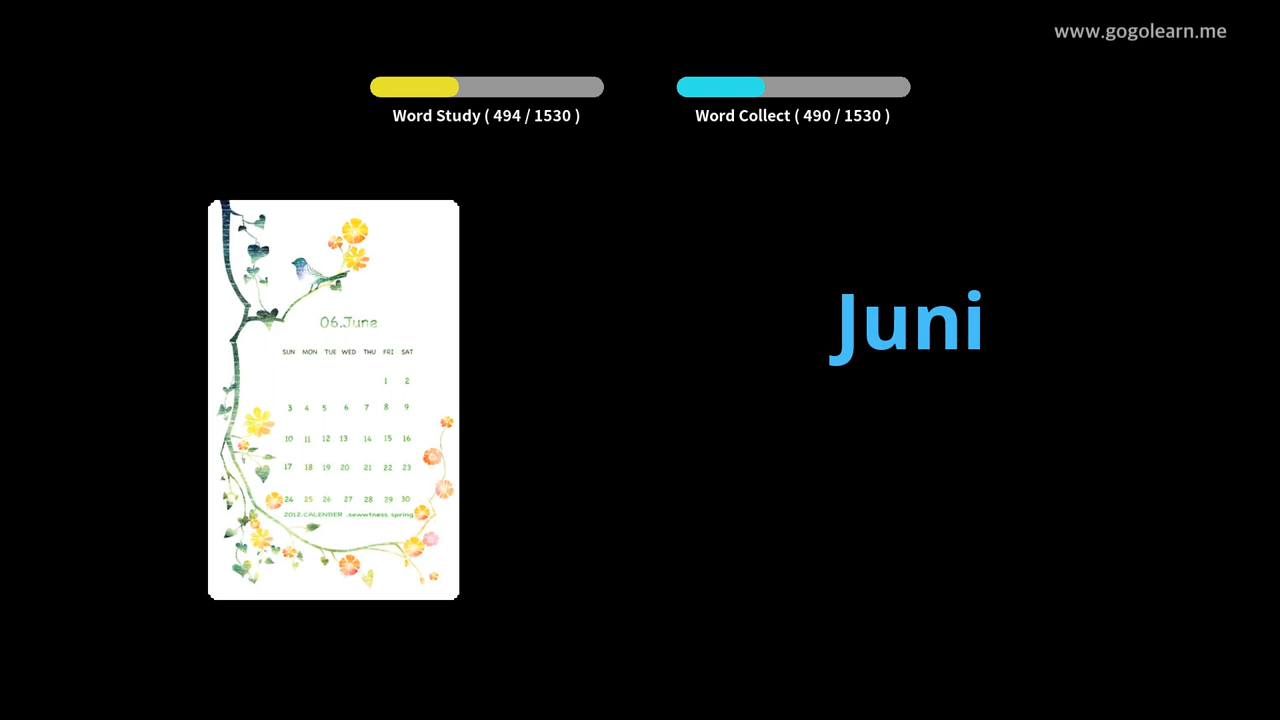 www.gogolearn.me
Word Study ( 494 / 1530 )
Word Collect ( 490 / 1530 )
06.June
SUN MON TUE WED THU FRI SAT
1 2
3 4 5 6 7 8 9
10 11 12 13 14 15 16
17 18 19 20 21 22 23
24 25 26 27 28 29 30
2012.CALENDER .sewwtness spring
Juni